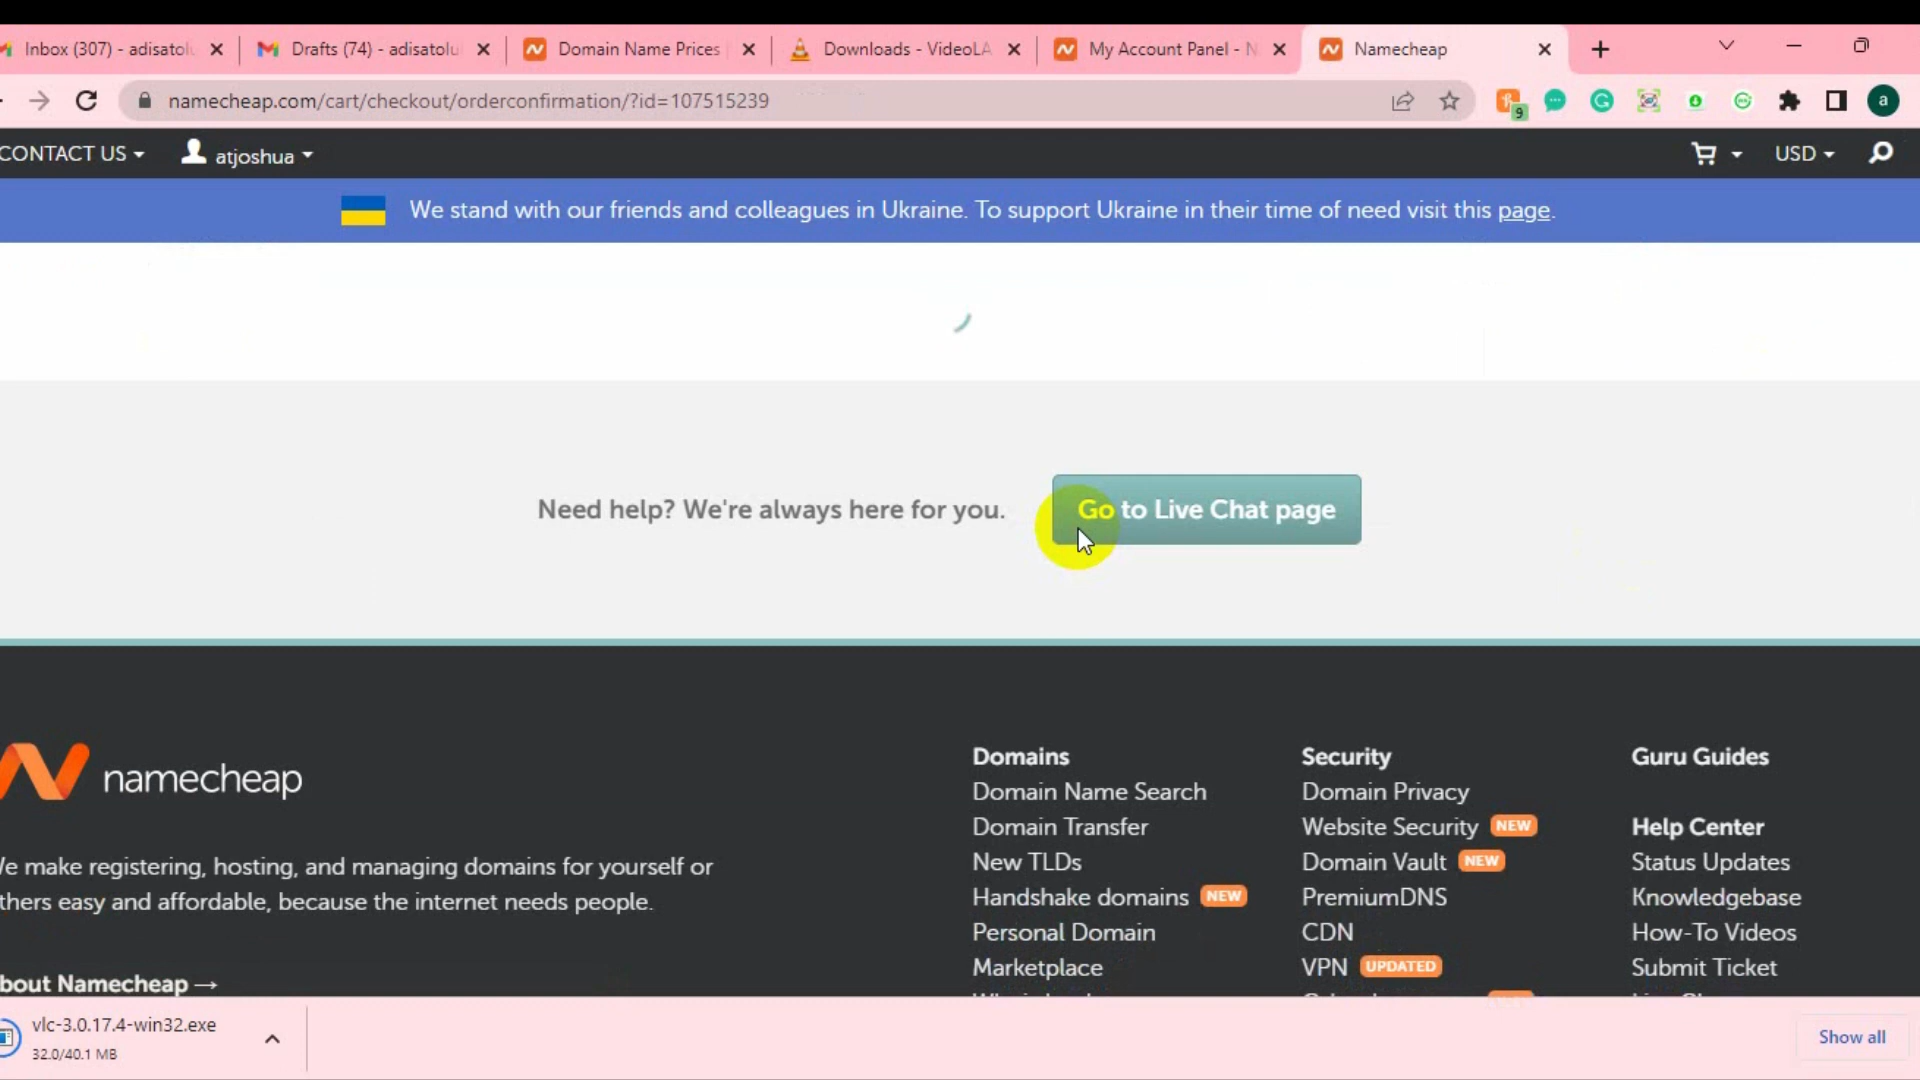 Inbox (307) - adisatolu
Drafts (74) - adisatolu
Domain Name Prices
Downloads - VideoLA
My Account Panel - N
Namecheap
namecheap.com/cart/checkout/orderconfirmation/?id=107515239
9
a
CONTACT US
atjoshua
USD
We stand with our friends and colleagues in Ukraine. To support Ukraine in their time of need visit this page.
Need help? We're always here for you.
Go to Live Chat page
namecheap
e make registering, hosting, and managing domains for yourself or
thers easy and affordable, because the internet needs people.
bout Namecheap →
Domains
Domain Name Search
Domain Transfer
New TLDs
Handshake domains NEW
Personal Domain
Marketplace
Security
Domain Privacy
Website Security NEW
Domain Vault NEW
PremiumDNS
CDN
VPN UPDATED
Guru Guides
Help Center
Status Updates
Knowledgebase
How-To Videos
Submit Ticket
vlc-3.0.17.4-win32.exe
32.0/40.1 MB
Show all